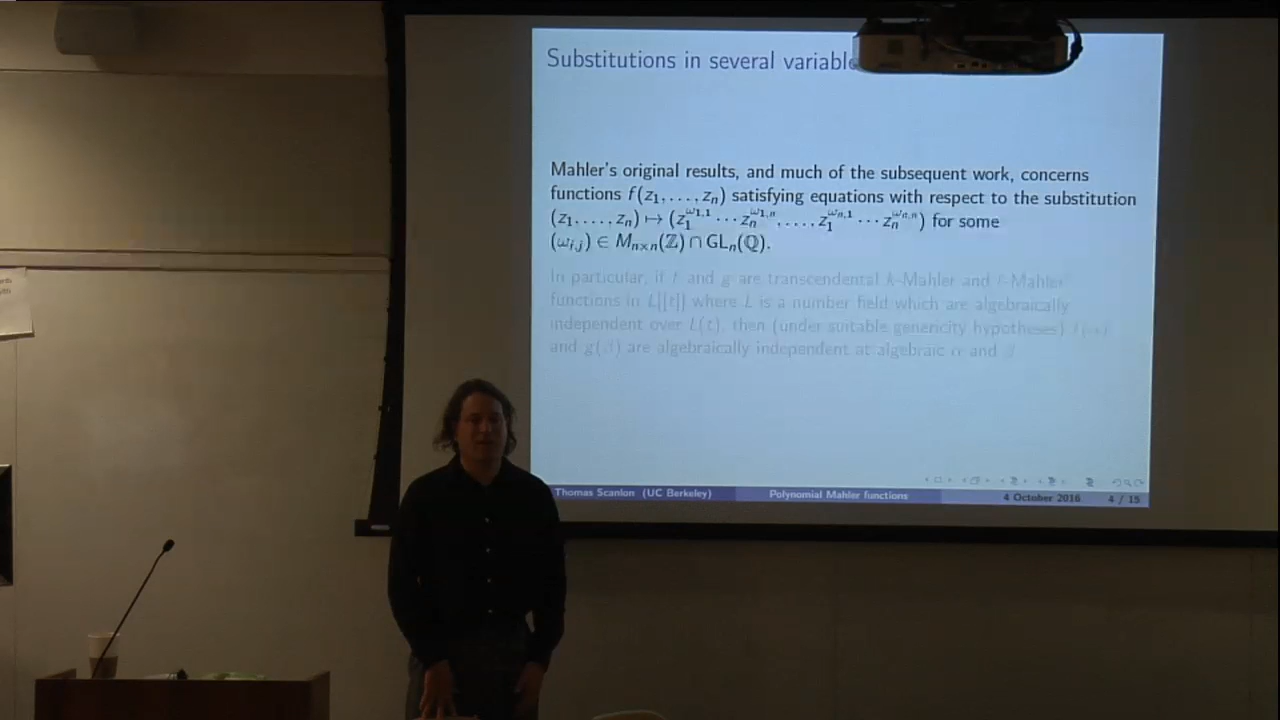 Substitutions in several variable
Mahler's original results, and much of the subsequent work, concerns
functions f(z₁, . . . , zₙ) satisfying equations with respect to the substitution
(z₁, . . . , zₙ) ↦ (z₁^{ω₁,₁} ⋯ zₙ^{ω₁,ₙ}, . . . , z₁^{ωₙ,₁} ⋯ zₙ^{ωₙ,ₙ}) for some
(ωᵢ,ⱼ) ∈ Mₙₓₙ(ℤ) ∩ GLₙ(ℚ).
In particular, if f and g are transcendental k-Mahler and ℓ-Mahler
functions in L[[t]] where L is a number field which are algebraically
independent over L(t), then (under suitable genericity hypotheses)
and g(β) are algebraically independent at algebraic α and
Thomas Scanlon (UC Berkeley)
Polynomial Mahler functions
4 October 2016
4 / 15